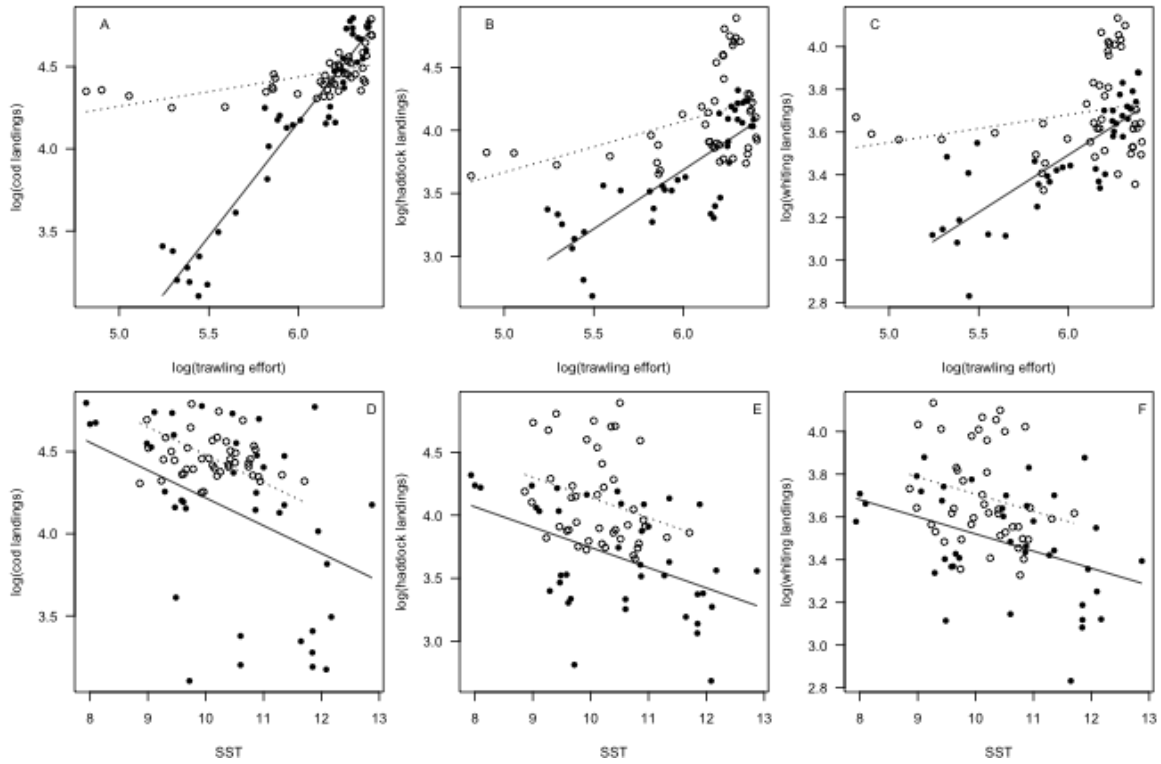 A B C
log(cod landings) log(haddock landings) log(whiting landings)
4.5 4.5 4.0
4.0 3.8
3.6
3.5 3.5 3.4
3.2
3.0 3.0
2.8
5.0 5.5 6.0 5.0 5.5 6.0 5.0 5.5 6.0
log(trawling effort) log(trawling effort) log(trawling effort)
D E F
log(cod landings) log(haddock landings) log(whiting landings)
4.5 4.5 4.0
4.0 3.8
3.6
3.5 3.5 3.4
3.2
3.0 3.0
2.8
8 9 10 11 12 13 8 9 10 11 12 13 8 9 10 11 12 13
SST SST SST